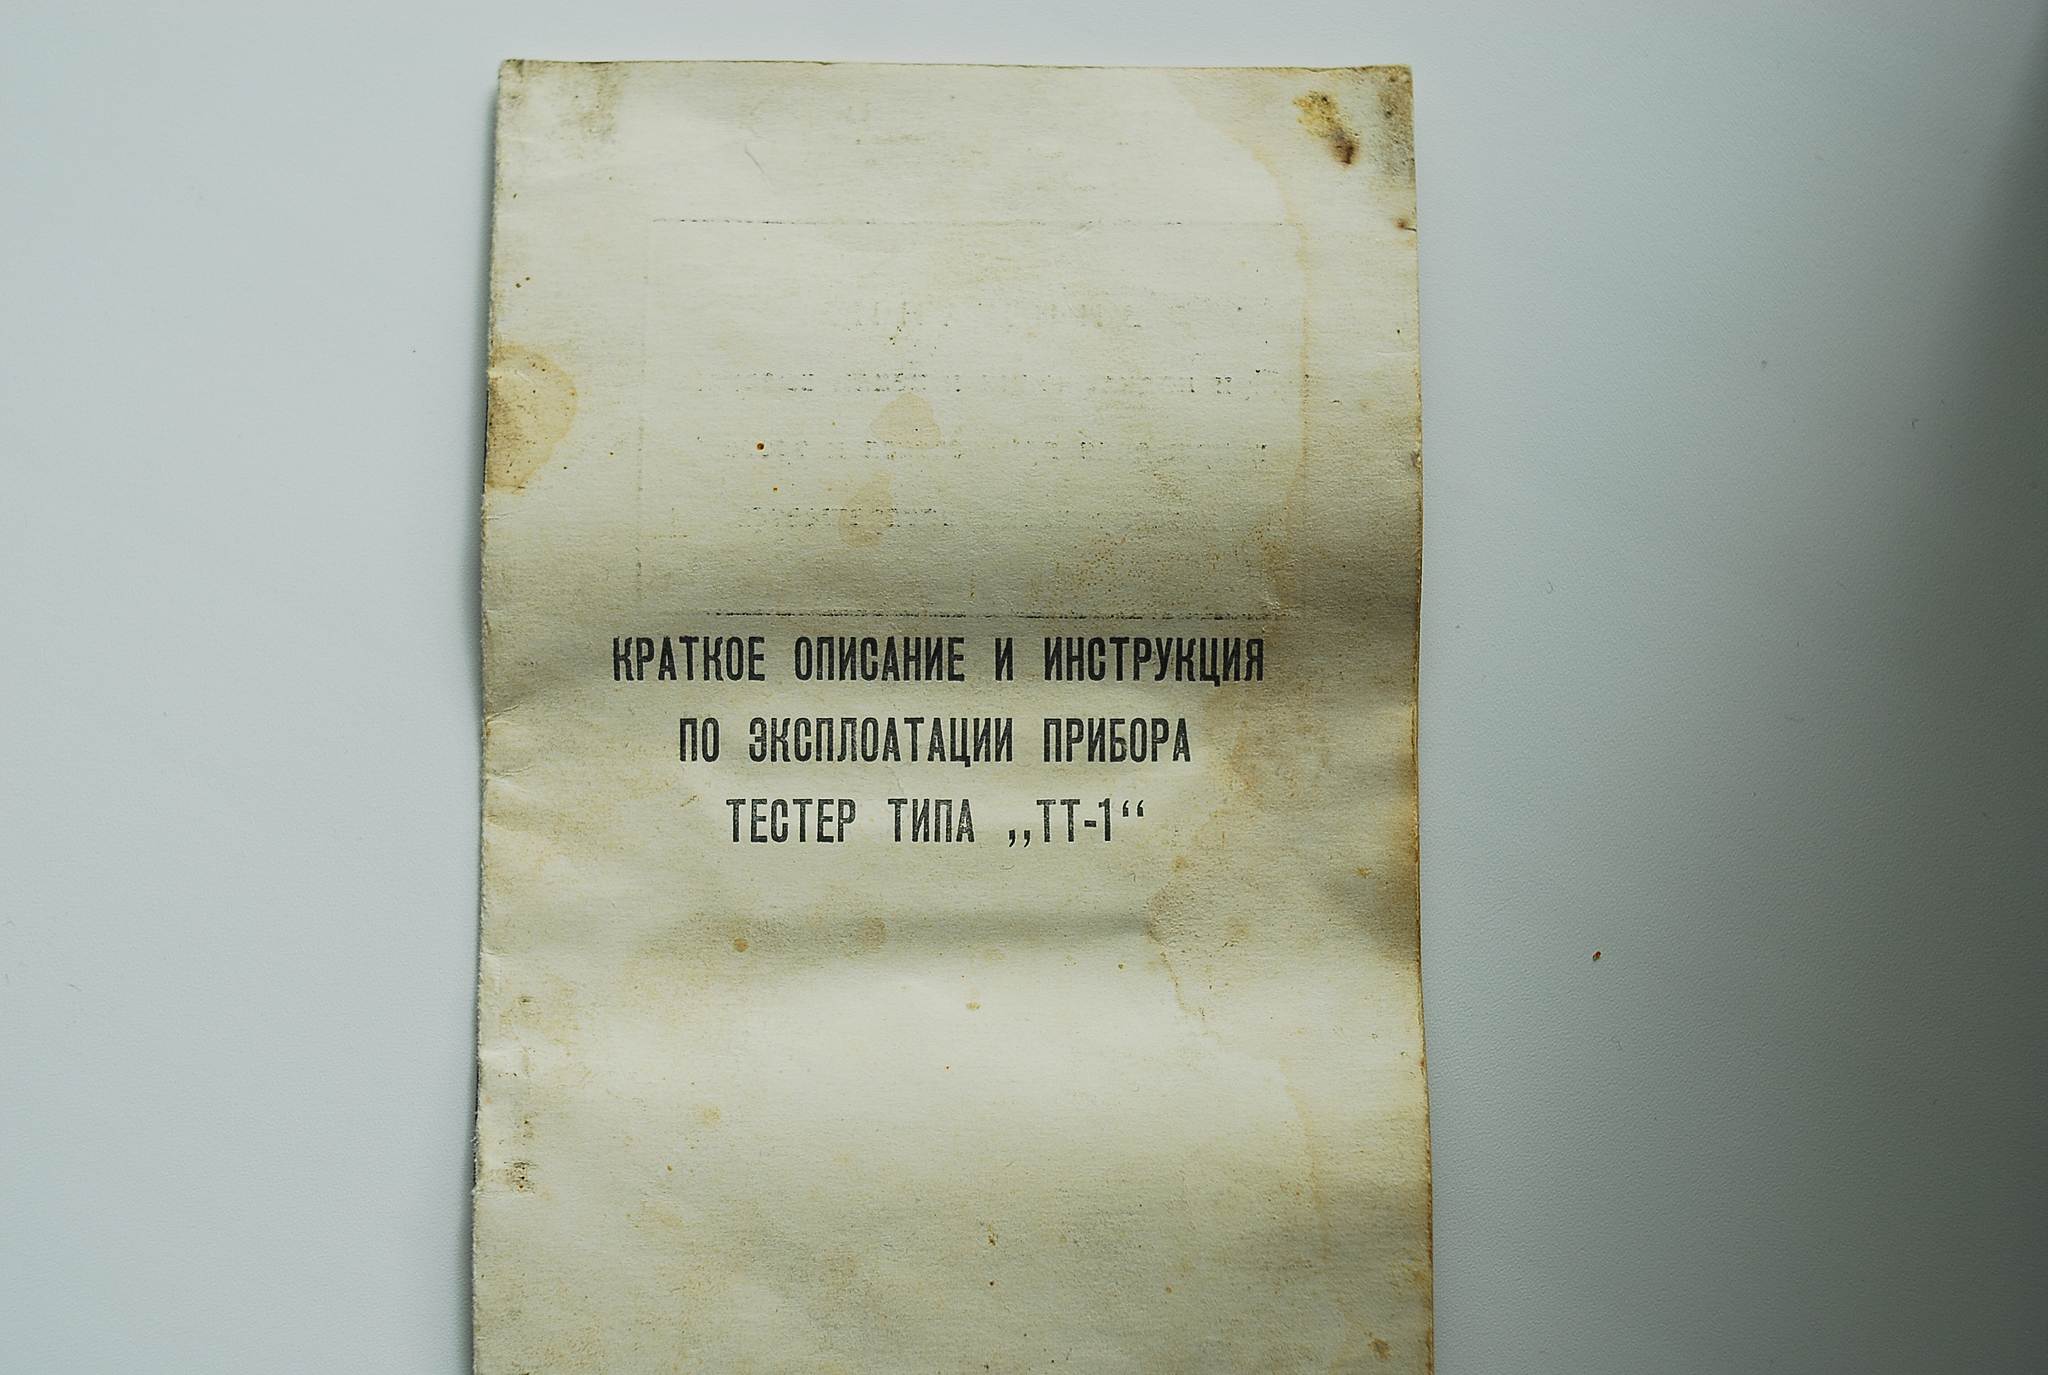 КРАТКОЕ ОПИСАНИЕ И ИНСТРУКЦИЯ
ПО ЭКСПЛОАТАЦИИ ПРИБОРА
ТЕСТЕР ТИПА „ТТ-1“